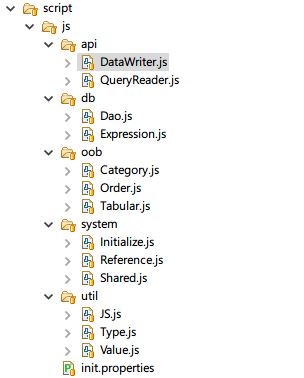 script
js
api
DataWriter.js
QueryReader.js
db
Dao.js
Expression.js
oob
Category.js
Order.js
Tabular.js
system
Initialize.js
Reference.js
Shared.js
util
JS.js
Type.js
Value.js
init.properties